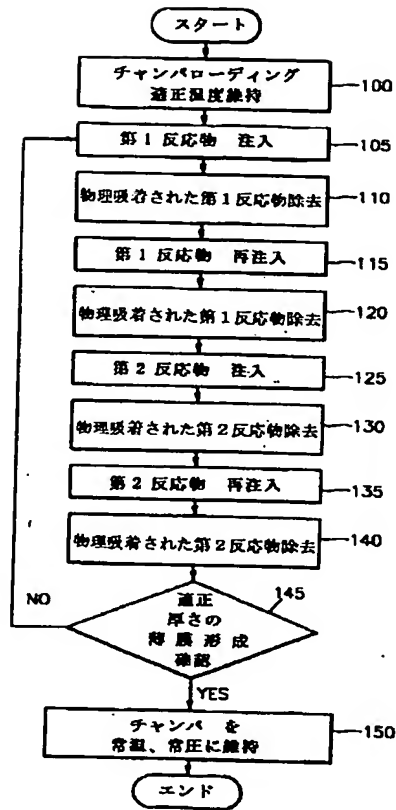 スタート
チャンバローディング
適正温度維持
100
第1反応物 注入
105
物理吸着された第1反応物除去
110
第1反応物 再注入
115
物理吸着された第1反応物除去
120
第2反応物 注入
125
物理吸着された第2反応物除去
130
第2反応物 再注入
135
物理吸着された第2反応物除去
140
適正
厚さの
薄膜形成
確認
145
NO
YES
チャンバを
常温、常圧に維持
150
エンド